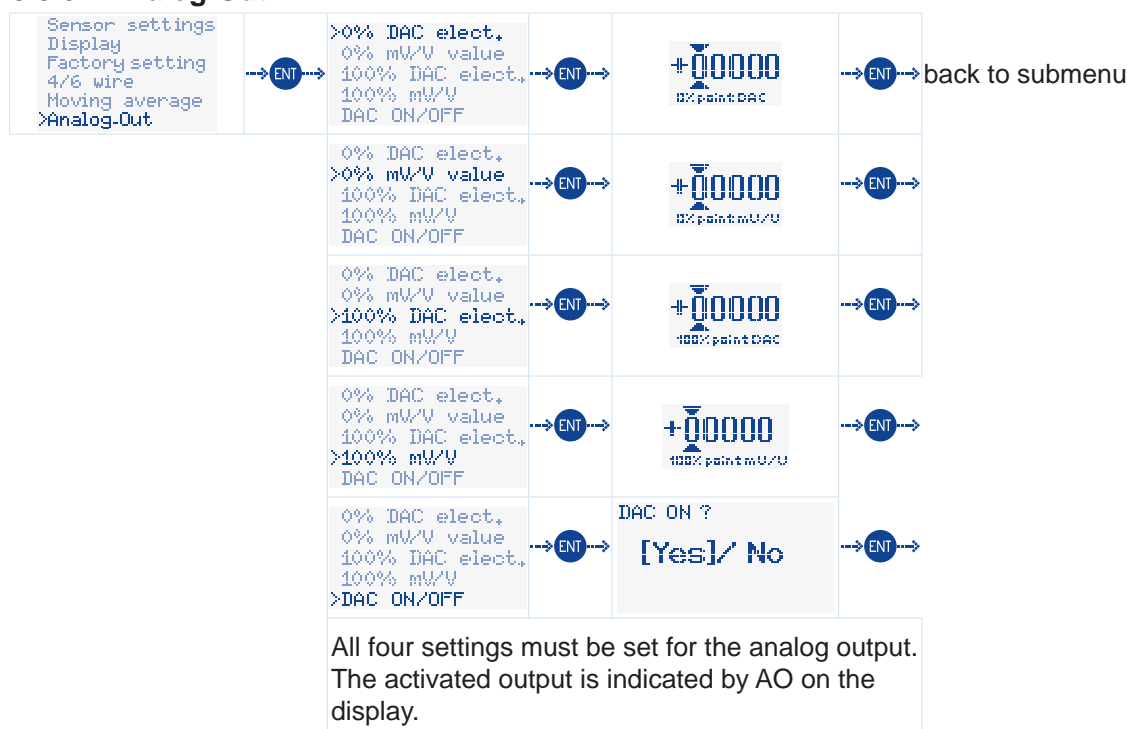 Sensor settings
Display
Factory setting
4/6 wire
Moving average
>Analog-Out
ENT
>0% DAC elect.
0% mV/V value
100% DAC elect.
100% mV/V
DAC ON/OFF
ENT
+00000
0% point DAC
ENT
back to submenu
0% DAC elect.
>0% mV/V value
100% DAC elect.
100% mV/V
DAC ON/OFF
ENT
+00000
0% point mV/V
ENT
0% DAC elect.
0% mV/V value
>100% DAC elect.
100% mV/V
DAC ON/OFF
ENT
+00000
100% point DAC
ENT
0% DAC elect.
0% mV/V value
100% DAC elect.
>100% mV/V
DAC ON/OFF
ENT
+00000
100% point mV/V
ENT
0% DAC elect.
0% mV/V value
100% DAC elect.
100% mV/V
>DAC ON/OFF
ENT
DAC ON ?
[Yes]/ No
ENT
All four settings must be set for the analog output.
The activated output is indicated by AO on the
display.